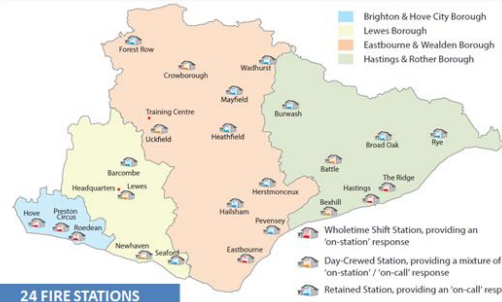 Brighton & Hove City Borough
Lewes Borough
Eastbourne & Wealden Borough
Hastings & Rother Borough
Forest Row
Crowborough
Wadhurst
Mayfield
Training Centre
Uckfield
Heathfield
Burwash
Broad Oak
Rye
Barcombe
Headquarters
Lewes
Battle
The Ridge
Hastings
Herstmonceux
Bexhill
Hailsham
Pevensey
Hove
Preston
Circus
Roedean
Newhaven
Seaford
Eastbourne
Wholetime Shift Station, providing an
'on-station' response
Day-Crewed Station, providing a mixture of
'on-station' / 'on-call' response
Retained Station, providing an 'on-call' resp
24 FIRE STATIONS